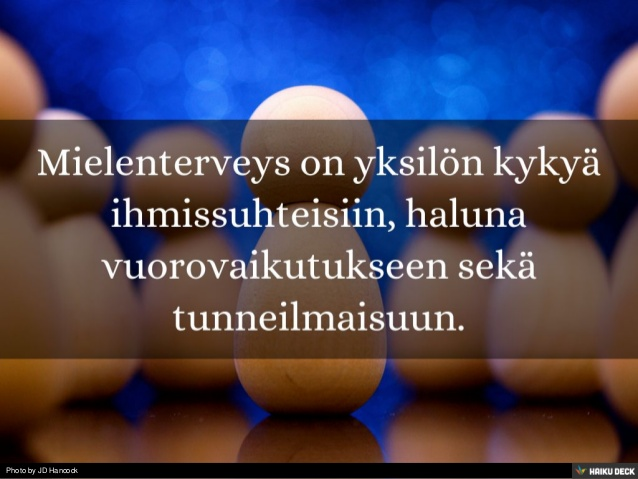 Mielenterveys on yksilön kykyä
ihmissuhteisiin, haluna
vuorovaikutukseen sekä
tunneilmaisuun.
Photo by JD Hancock
HAIKU DECK